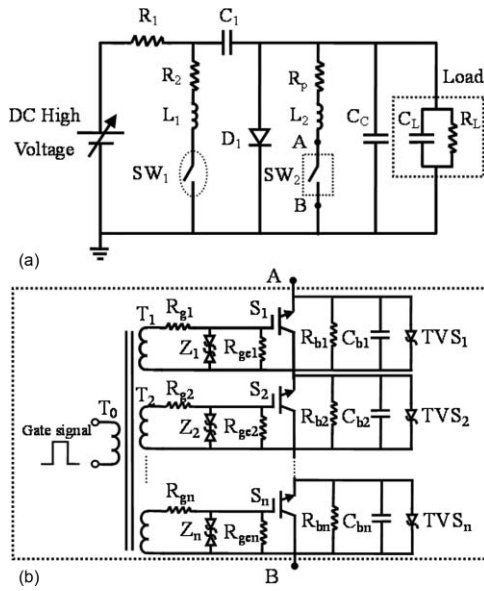 R1
C1
R2
L1
SW1
DC High
Voltage
D1
Rp
L2
A
SW2
B
CC
Load
CL
RL
(a)
A
T1
Rg1
S1
Z1
Rge1
Rb1
Cb1
TVS1
T0
Gate signal
T2
Rg2
S2
Z2
Rge2
Rb2
Cb2
TVS2
Rgn
Sn
Zn
Rgen
Rbn
Cbn
TVSn
B
(b)